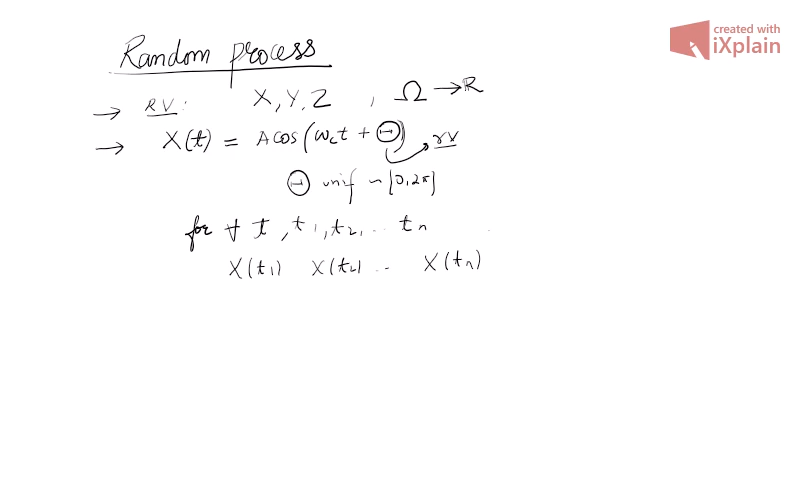 created with
iXplain
Random process
→ RV: X, Y, Z , Ω → R
→ X(t) = A cos(ω_c t + Θ) rv
Θ unif ~ [0, 2π]
for ∀ t, t1, t2, .. tn
X(t1) X(t2) .. X(tn)